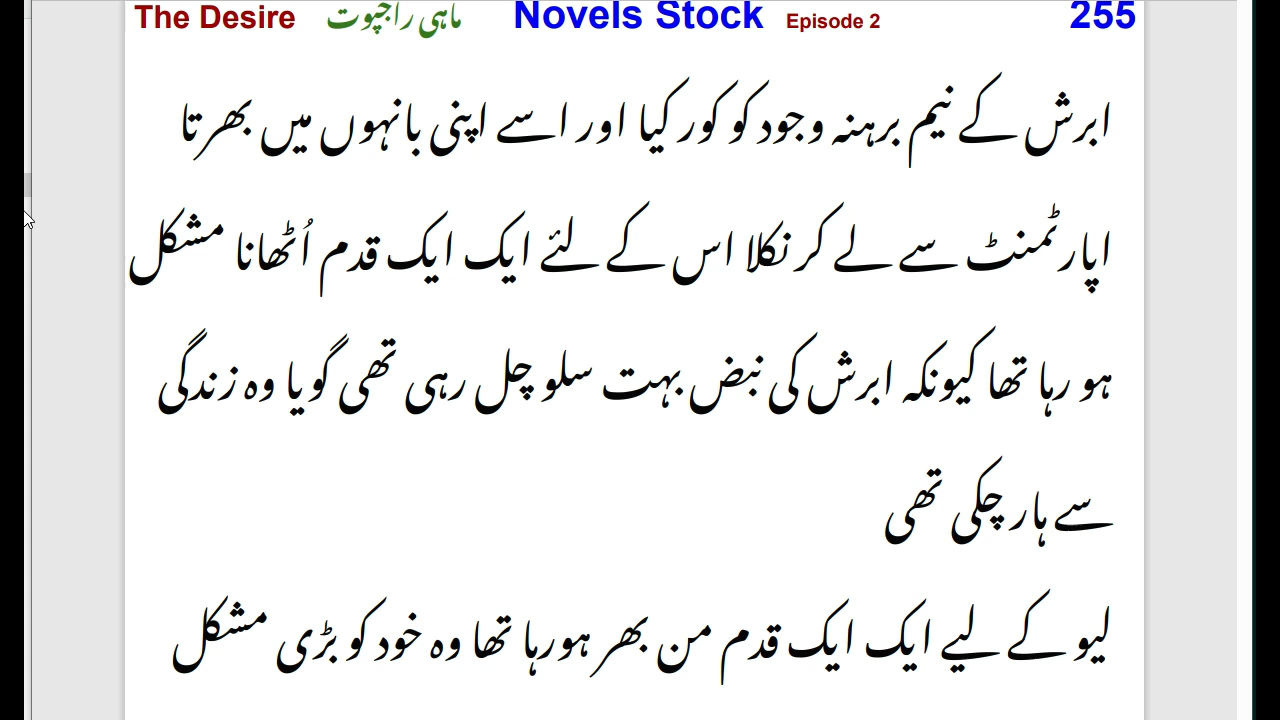 The Desire ماہی راجپوت Novels Stock Episode 2 255
ابرش کے نیم برہنہ وجود کو کور کیا اور اسے اپنی بانہوں میں بھرتا
اپارٹمنٹ سے لے کر نکلا اس کے لئے ایک ایک قدم اُٹھانا مشکل
ہو رہا تھا کیونکہ ابرش کی نبض بہت سلو چل رہی تھی گویا وہ زندگی
سے ہار چکی تھی
لیو کے لیے ایک ایک قدم من بھر ہورہا تھا وہ خود کو بڑی مشکل